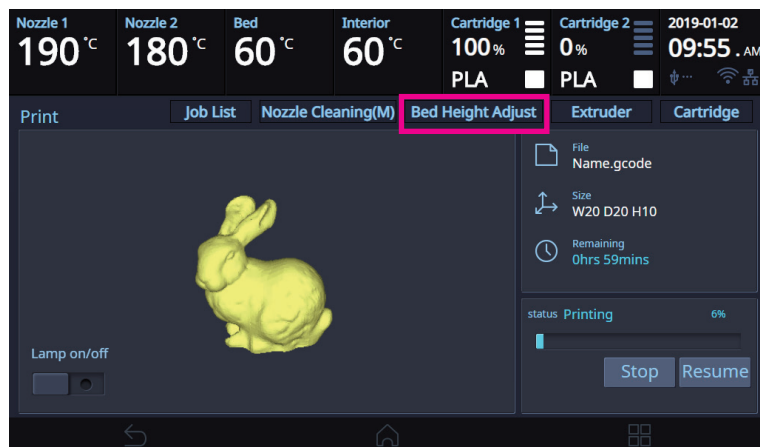 Nozzle 1
190 °C
Nozzle 2
180 °C
Bed
60 °C
Interior
60 °C
Cartridge 1
100 %
PLA
Cartridge 2
0 %
PLA
2019-01-02
09:55 . AM
Print
Job List
Nozzle Cleaning(M)
Bed Height Adjust
Extruder
Cartridge
File
Name.gcode
Size
W20 D20 H10
Remaining
0hrs 59mins
status Printing 6%
Lamp on/off
Stop
Resume